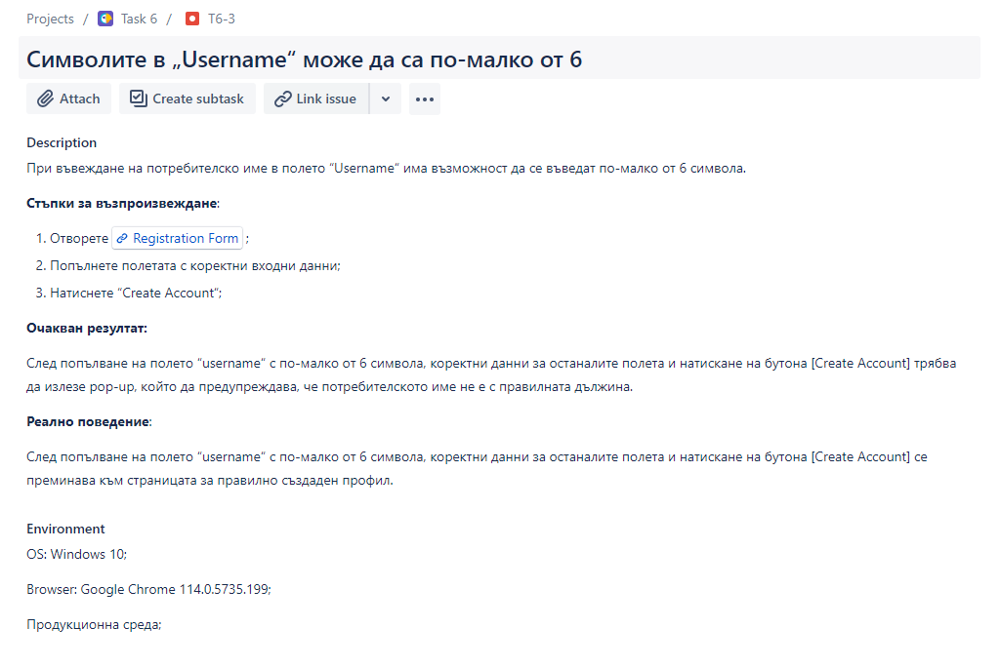 Projects / Task 6 / T6-3
Символите в „Username“ може да са по-малко от 6
Attach Create subtask Link issue
Description
При въвеждане на потребителско име в полето “Username” има възможност да се въведат по-малко от 6 символа.
Стъпки за възпроизвеждане:
1. Отворете Registration Form ;
2. Попълнете полетата с коректни входни данни;
3. Натиснете “Create Account”;
Очакван резултат:
След попълване на полето “username” с по-малко от 6 символа, коректни данни за останалите полета и натискане на бутона [Create Account] трябва
да излезе pop-up, който да предупреждава, че потребителското име не е с правилната дължина.
Реално поведение:
След попълване на полето “username” с по-малко от 6 символа, коректни данни за останалите полета и натискане на бутона [Create Account] се
преминава към страницата за правилно създаден профил.
Environment
OS: Windows 10;
Browser: Google Chrome 114.0.5735.199;
Продукционна среда;